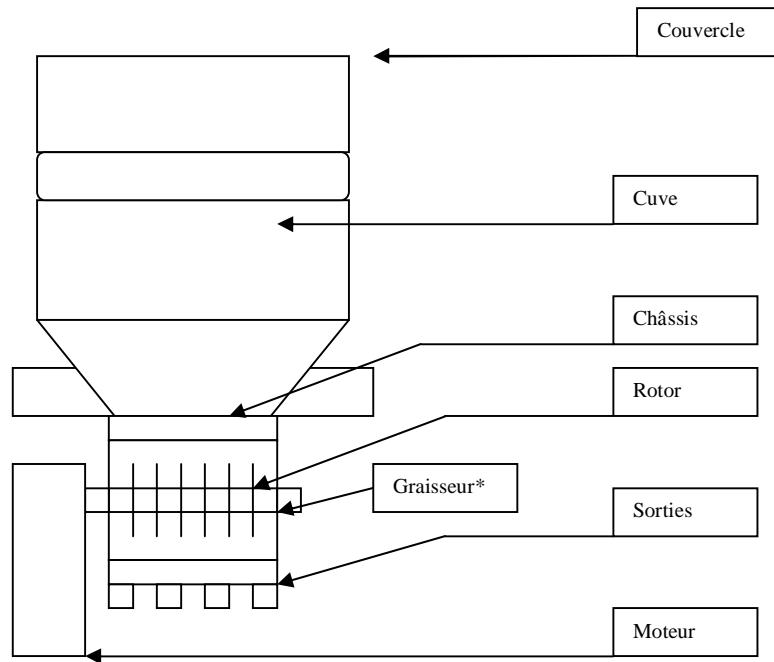 Couvercle
Cuve
Châssis
Rotor
Graisseur*
Sorties
Moteur